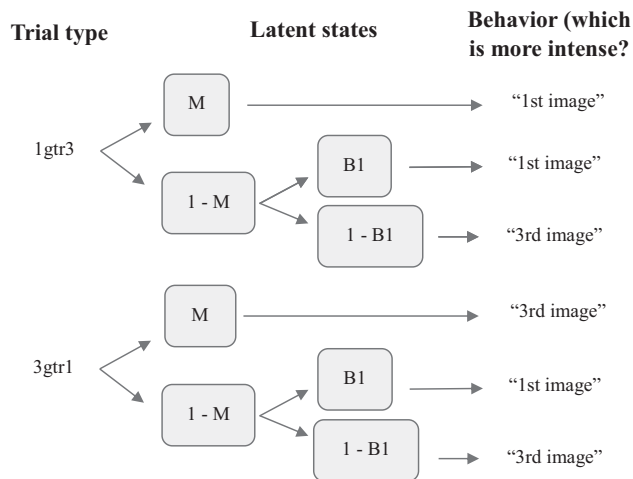 Trial type
Latent states
Behavior (which
is more intense?
1gtr3
M
“1st image”
1 - M
B1
“1st image”
1 - B1
“3rd image”
3gtr1
M
“3rd image”
1 - M
B1
“1st image”
1 - B1
“3rd image”